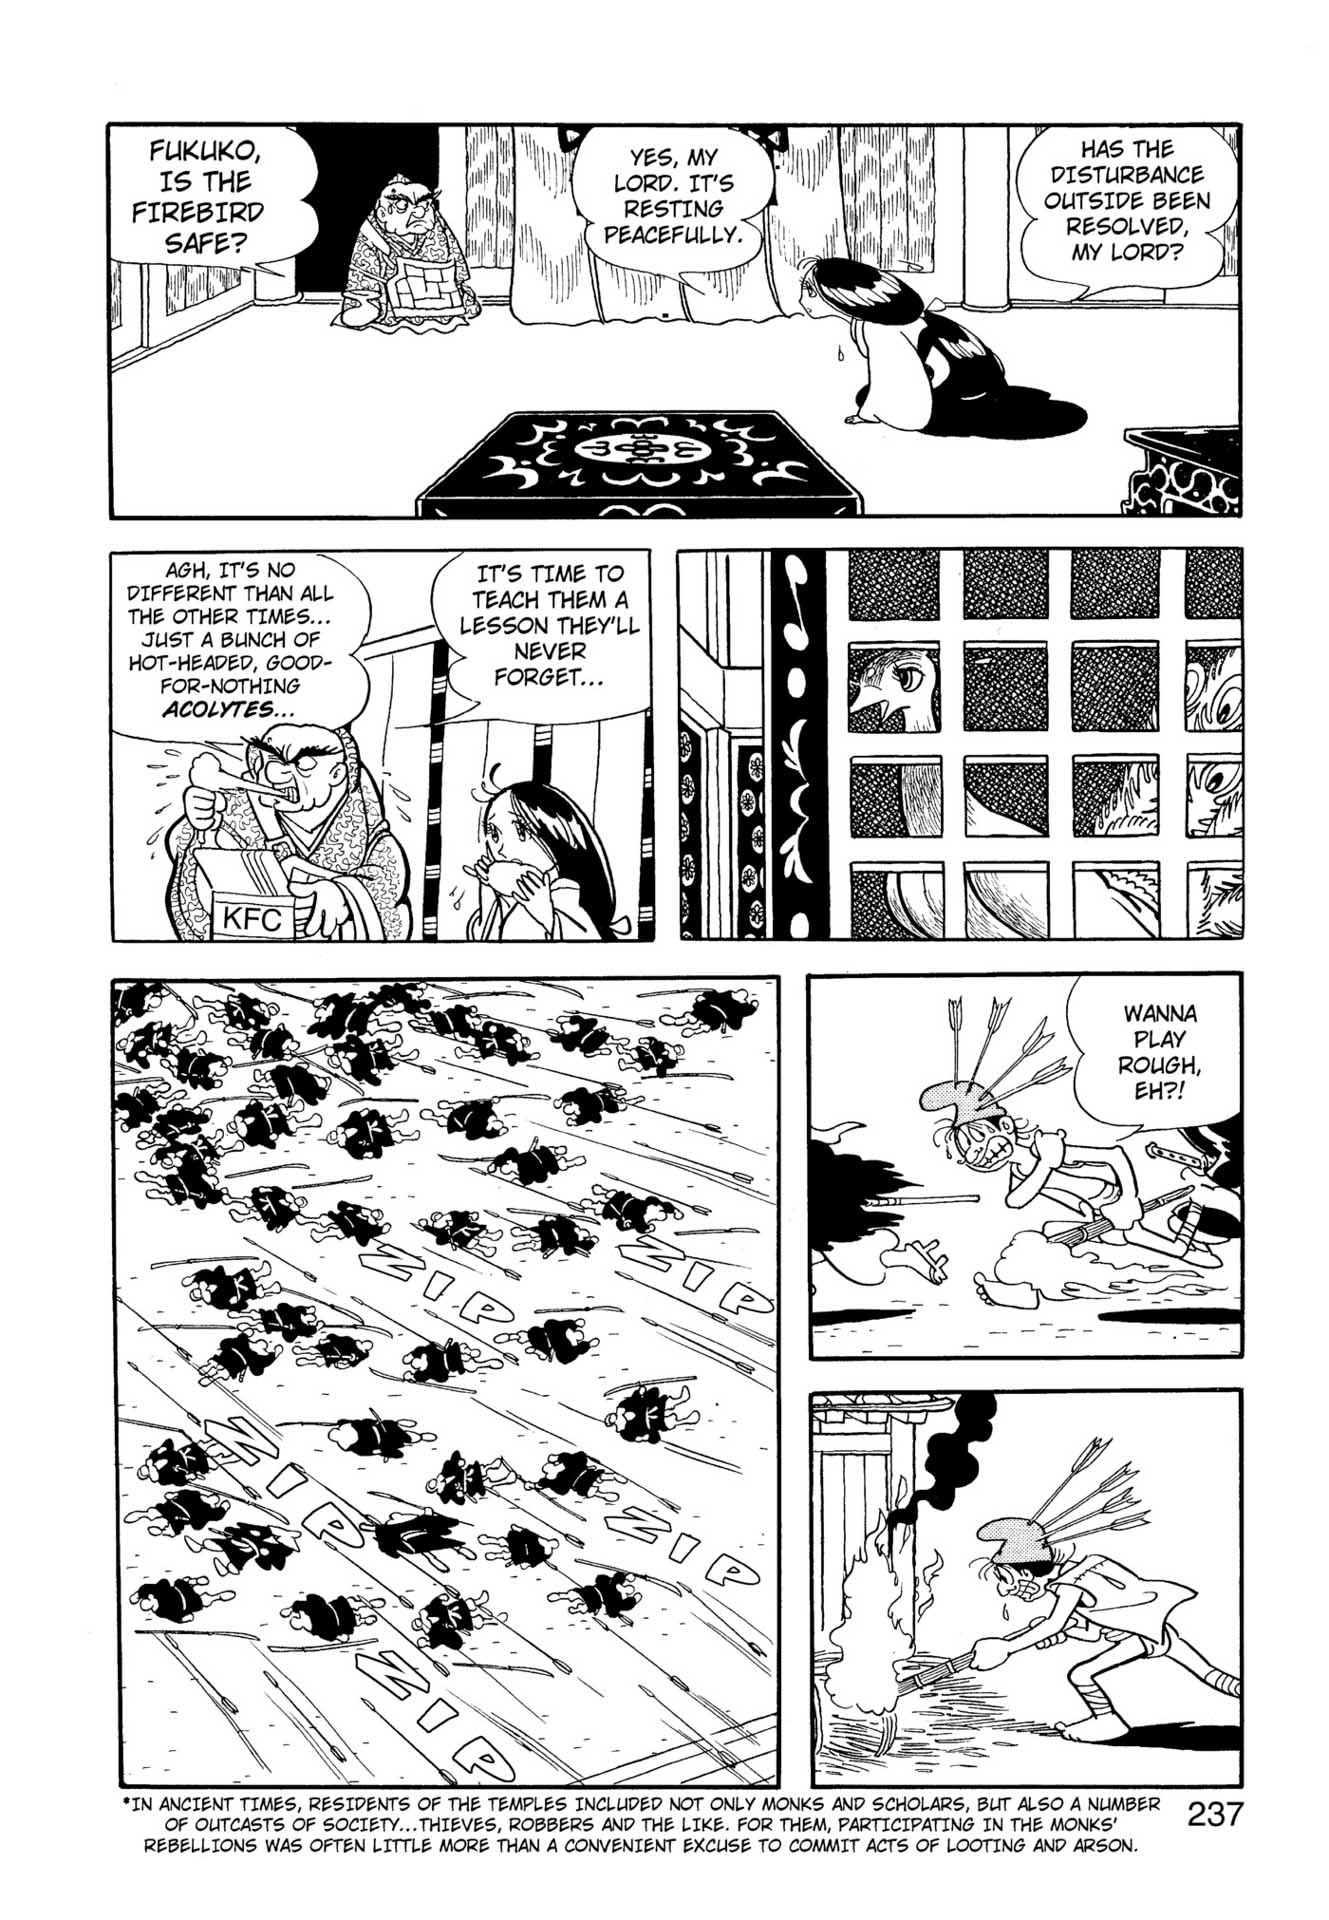 FUKUKO,
IS THE
FIREBIRD
SAFE?
YES, MY
LORD. IT'S
RESTING
PEACEFULLY.
HAS THE
DISTURBANCE
OUTSIDE BEEN
RESOLVED,
MY LORD?
AGH, IT'S NO
DIFFERENT THAN ALL
THE OTHER TIMES...
JUST A BUNCH OF
HOT-HEADED, GOOD-
FOR-NOTHING
ACOLYTES...
IT'S TIME TO
TEACH THEM A
LESSON THEY'LL
NEVER
FORGET...
KFC
ZIP
ZIP
ZIP
ZIP
ZIP
WANNA
PLAY
ROUGH,
EH?!
*IN ANCIENT TIMES, RESIDENTS OF THE TEMPLES INCLUDED NOT ONLY MONKS AND SCHOLARS, BUT ALSO A NUMBER
OF OUTCASTS OF SOCIETY...THIEVES, ROBBERS AND THE LIKE. FOR THEM, PARTICIPATING IN THE MONKS'
REBELLIONS WAS OFTEN LITTLE MORE THAN A CONVENIENT EXCUSE TO COMMIT ACTS OF LOOTING AND ARSON.
237